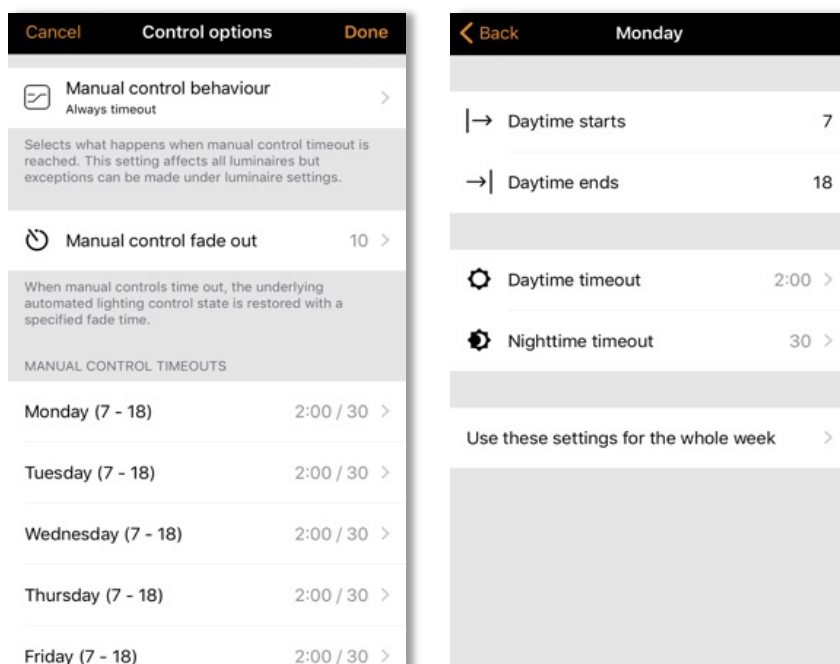 Cancel Control options Done
Manual control behaviour
Always timeout
Selects what happens when manual control timeout is
reached. This setting affects all luminaires but
exceptions can be made under luminaire settings.
Manual control fade out 10
When manual controls time out, the underlying
automated lighting control state is restored with a
specified fade time.
MANUAL CONTROL TIMEOUTS
Monday (7 - 18) 2:00 / 30
Tuesday (7 - 18) 2:00 / 30
Wednesday (7 - 18) 2:00 / 30
Thursday (7 - 18) 2:00 / 30
Friday (7 - 18) 2:00 / 30
Back Monday
Daytime starts 7
Daytime ends 18
Daytime timeout 2:00
Nighttime timeout 30
Use these settings for the whole week